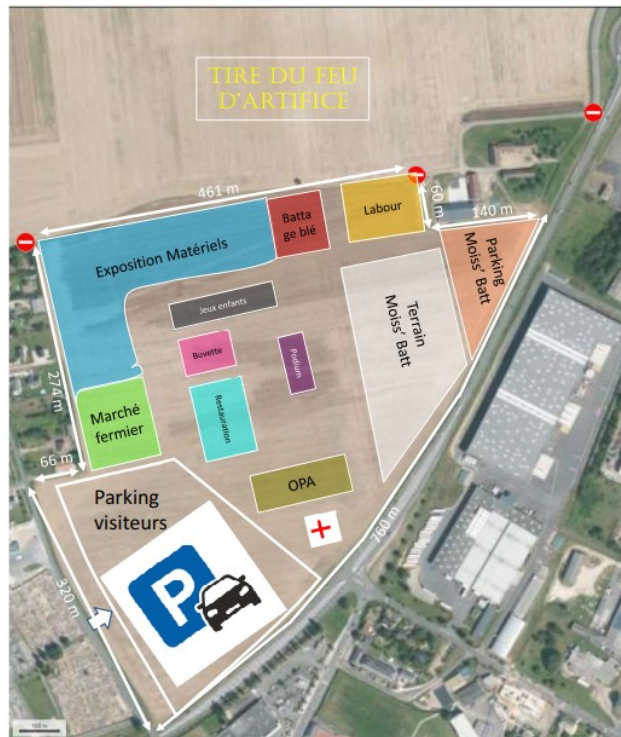 TIRE DU FEU
D'ARTIFICE
461 m
60 m
140 m
Batta
ge blé
Labour
Exposition Matériels
Parking
Moiss' Batt
Jeux enfants
Terrain
Moiss' Batt
Buvette
Podium
274 m
Marché
fermier
Restauration
66 m
OPA
Parking
visiteurs
760 m
320 m
P
100 m